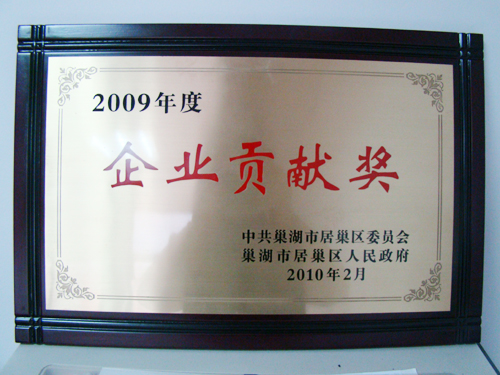 2009年度
企业贡献奖
中共巢湖市居巢区委员会
巢湖市居巢区人民政府
2010年2月